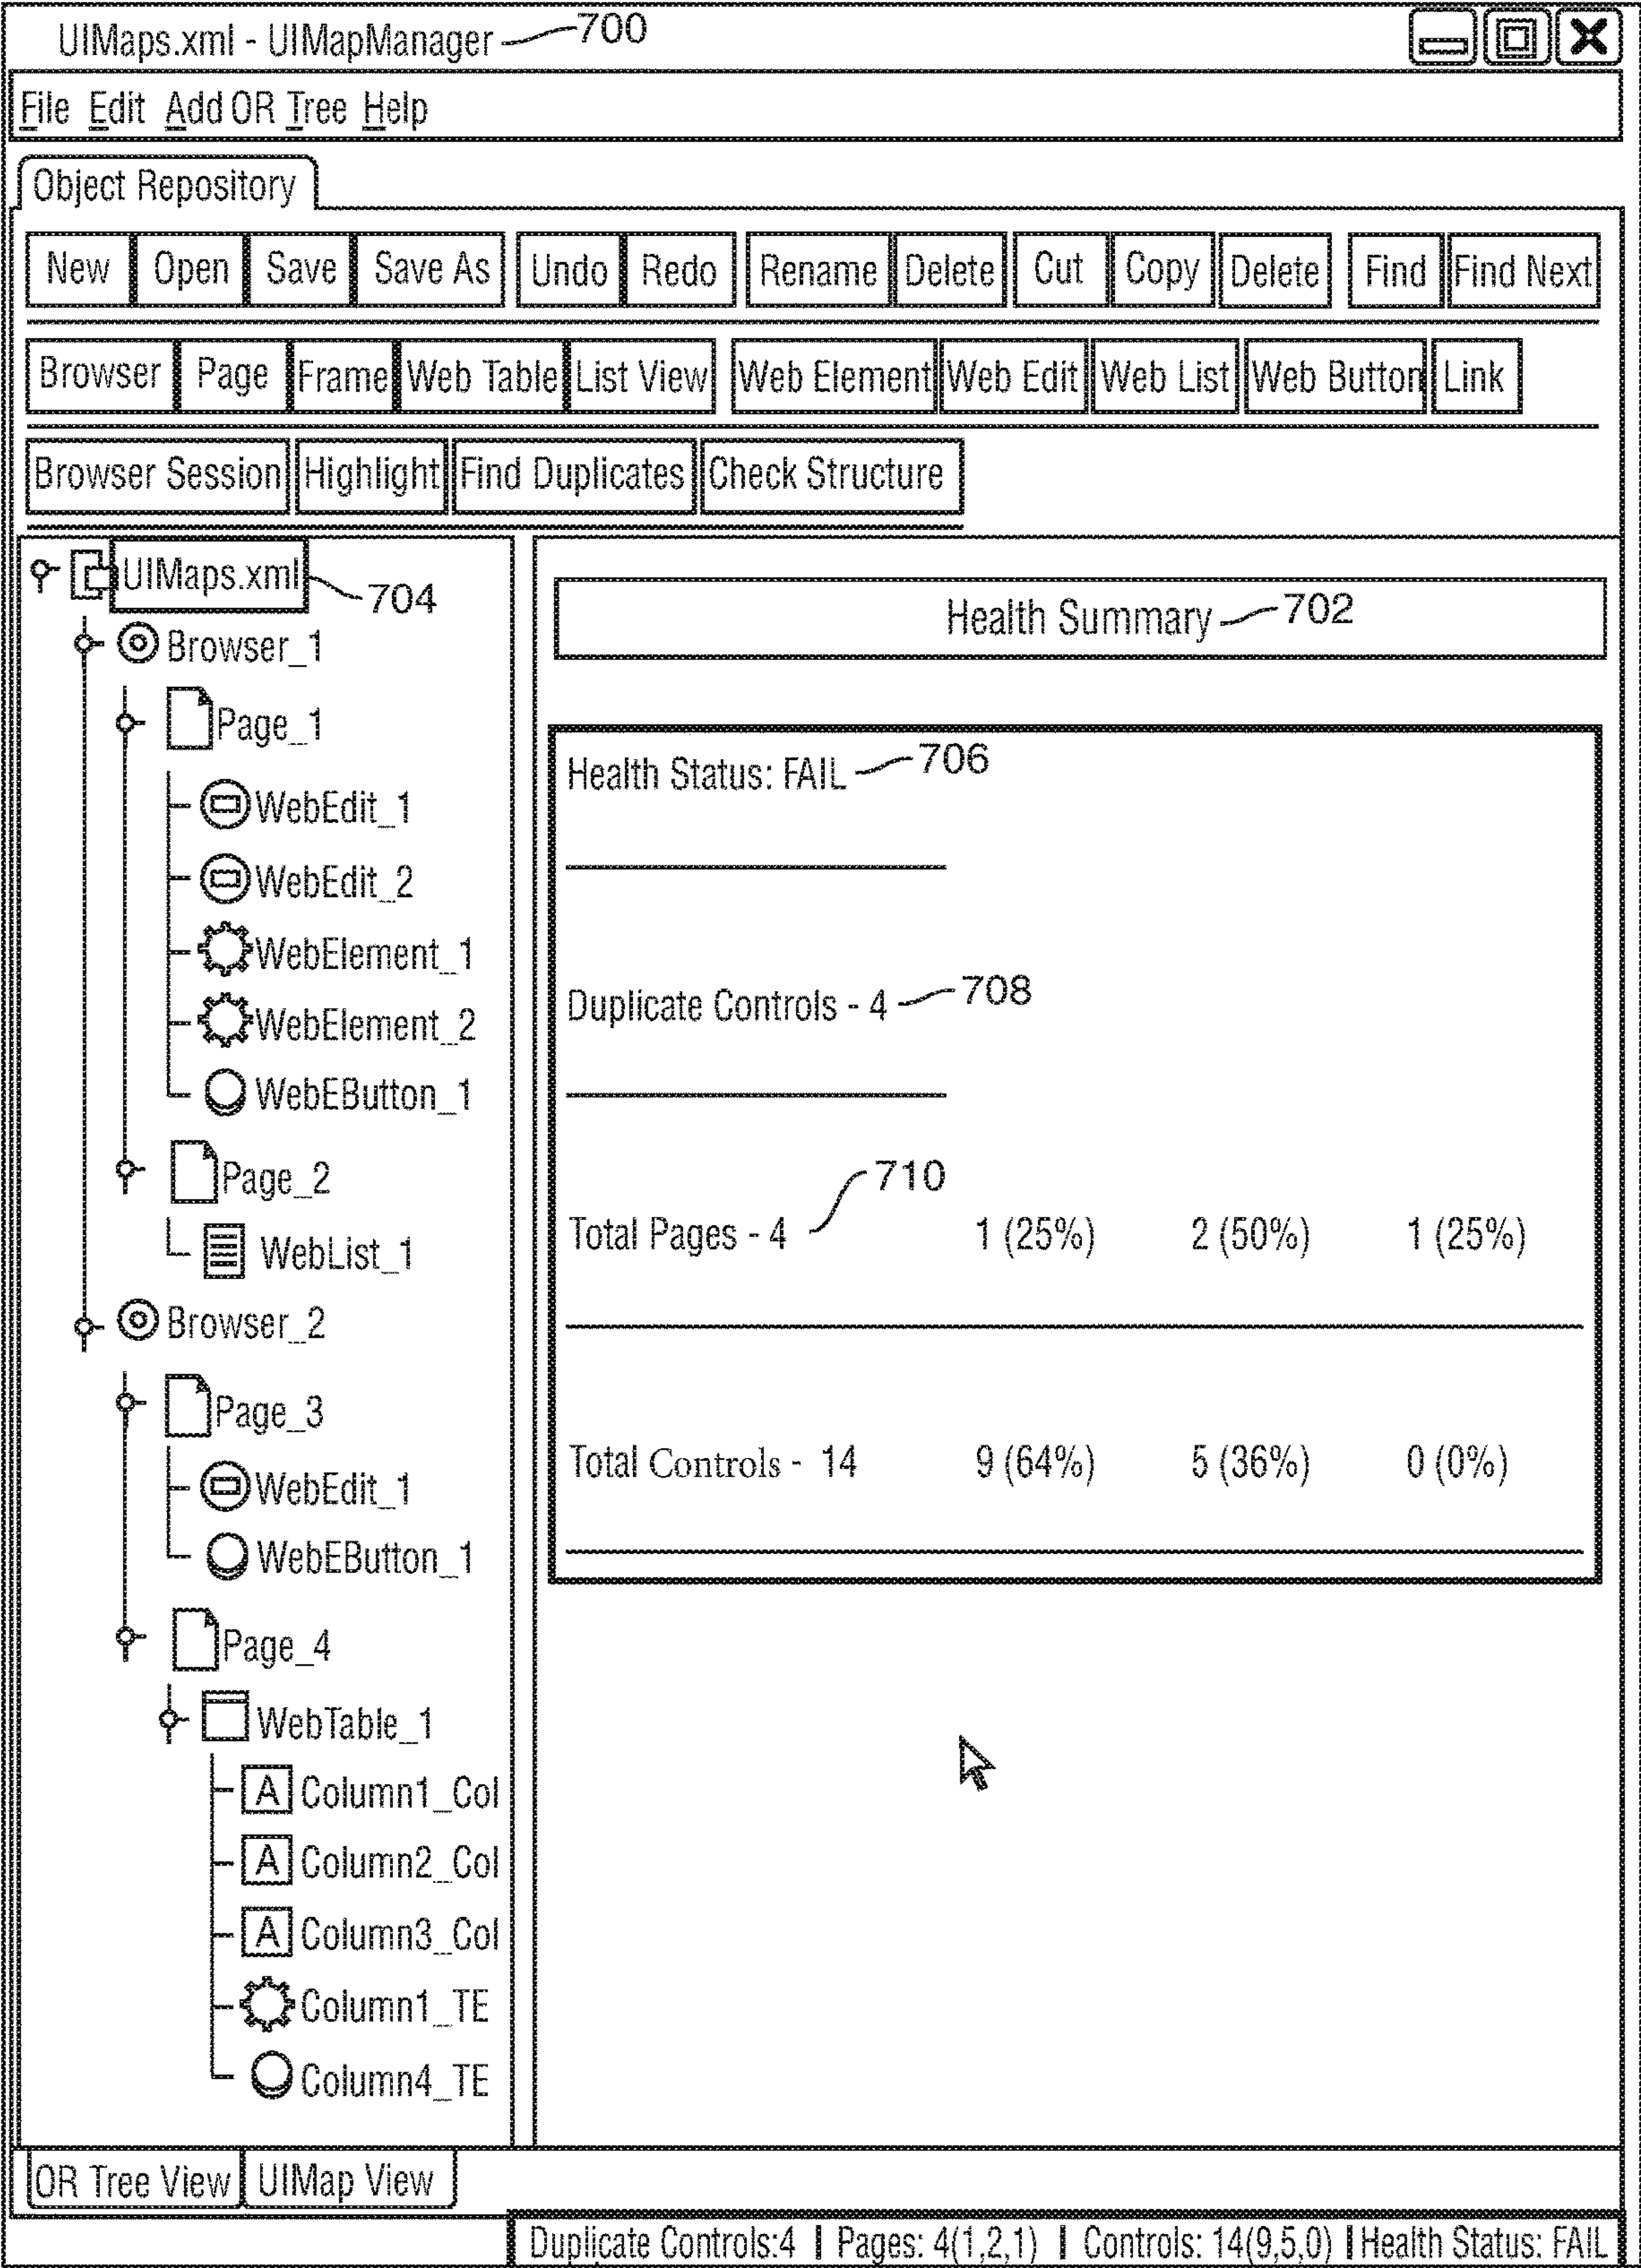 UIMaps.xml - UIMapManager 700
File Edit Add OR Tree Help
Object Repository
New Open Save Save As Undo Redo Rename Delete Cut Copy Delete Find Find Next
Browser Page Frame Web Table List View Web Element Web Edit Web List Web Button Link
Browser Session Highlight Find Duplicates Check Structure
UIMaps.xml 704
Browser_1
Page_1
WebEdit_1
WebEdit_2
WebElement_1
WebElement_2
WebEButton_1
Page_2
WebList_1
Browser_2
Page_3
WebEdit_1
WebEButton_1
Page_4
WebTable_1
A Column1_Col
A Column2_Col
A Column3_Col
Column1_TE
Column4_TE
Health Summary 702
Health Status: FAIL 706
Duplicate Controls - 4 708
710
Total Pages - 4 1 (25%) 2 (50%) 1 (25%)
Total Controls - 14 9 (64%) 5 (36%) 0 (0%)
OR Tree View UIMap View
Duplicate Controls:4 | Pages: 4(1,2,1) | Controls: 14(9,5,0) | Health Status: FAIL